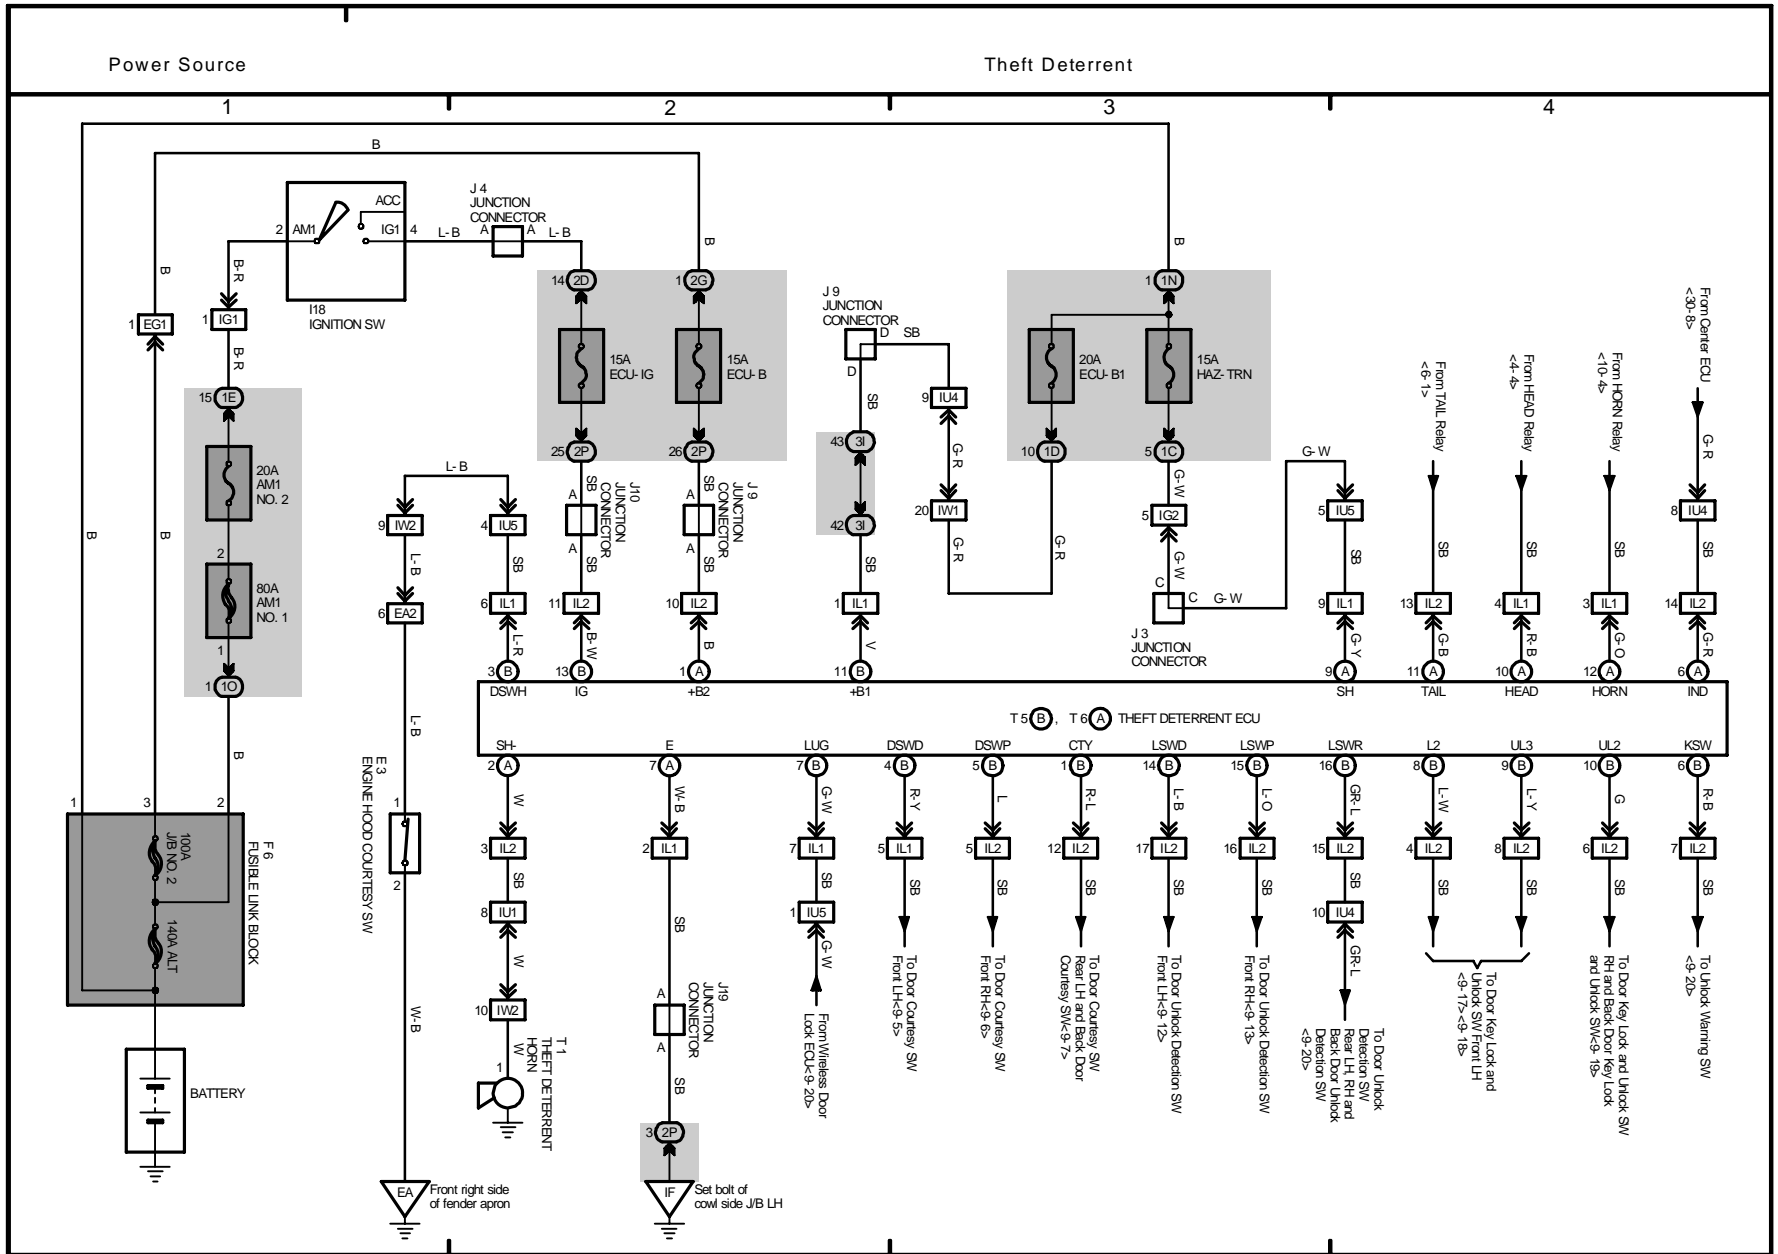 Power Source
Theft Deterrent
1
2
3
4
B
ACC
2
AM1
IG1
4
I18
IGNITION SW
L-B
J 4
JUNCTION
CONNECTOR
A
A
L-B
B
B-R
1
EG1
1
IG1
B-R
B
B
14
2D
1
2G
15A
ECU-IG
15A
ECU-B
25
2P
26
2P
J 9
JUNCTION
CONNECTOR
D
SB
D
SB
9
IU4
G-R
20
IW1
G-R
43
3I
42
3I
SB
1
IL1
V
1
1N
20A
ECU-B1
15A
HAZ-TRN
10
1D
5
1C
G-R
G-W
5
IG2
G-W
C
C
G-W
J 3
JUNCTION
CONNECTOR
G-W
5
IU5
SB
9
IL1
G-Y
From TAIL Relay
<6-1>
SB
13
IL2
G-B
From HEAD Relay
<4-4>
SB
4
IL1
R-B
From HORN Relay
<10-4>
SB
3
IL1
G-O
From Center ECU
<30-8>
G-R
8
IU4
SB
14
IL2
G-R
15
1E
20A
AM1
NO. 2
2
80A
AM1
NO. 1
1
1
1O
B
B
B
L-B
9
IW2
4
IU5
L-B
SB
6
EA2
6
IL1
L-R
SB
A
A
J10
JUNCTION
CONNECTOR
SB
11
IL2
B-W
SB
A
A
J 9
JUNCTION
CONNECTOR
SB
10
IL2
B
3
B
13
B
1
A
11
B
9
A
11
A
10
A
12
A
6
A
DSWH
IG
+B2
+B1
SH
TAIL
HEAD
HORN
IND
T 5 B , T 6 A THEFT DETERRENT ECU
SH-
E
LUG
DSWD
DSWP
CTY
LSWD
LSWP
LSWR
L2
UL3
UL2
KSW
2
A
7
A
7
B
4
B
5
B
1
B
14
B
15
B
16
B
8
B
9
B
10
B
6
B
W
W-B
G-W
R-Y
L
R-L
L-B
L-O
GR-L
L-W
L-Y
G
R-B
3
IL2
2
IL1
7
IL1
5
IL1
5
IL2
12
IL2
17
IL2
16
IL2
15
IL2
4
IL2
8
IL2
6
IL2
7
IL2
SB
SB
SB
SB
SB
SB
SB
SB
SB
SB
SB
SB
SB
8
IU1
W
10
IW2
W
1
T 1
THEFT DETERRENT
HORN
1
IU5
G-W
10
IU4
GR-L
From Wireless Door
Lock ECU<9-20>
To Door Courtesy SW
Front LH<9-5>
To Door Courtesy SW
Front RH<9-6>
To Door Courtesy SW
Rear LH and Back Door
Courtesy SW<9-7>
To Door Unlock Detection SW
Front LH<9-12>
To Door Unlock Detection SW
Front RH<9-13>
To Door Unlock
Detection SW
Rear LH, RH and
Back Door Unlock
Detection SW
<9-20>
To Door Key Lock and
Unlock SW Front LH
<9-17><9-18>
To Door Key Lock and Unlock SW
RH and Back Door Key Lock
and Unlock SW<9-19>
To Unlock Warning SW
<9-20>
A
A
J19
JUNCTION
CONNECTOR
SB
3
2P
IF
Set bolt of
cowl side J/B LH
L-B
E 3
ENGINE HOOD COURTESY SW
1
2
W-B
EA
Front right side
of fender apron
1
3
2
F 6
FUSIBLE LINK BLOCK
100A
J/B NO. 2
140A ALT
BATTERY